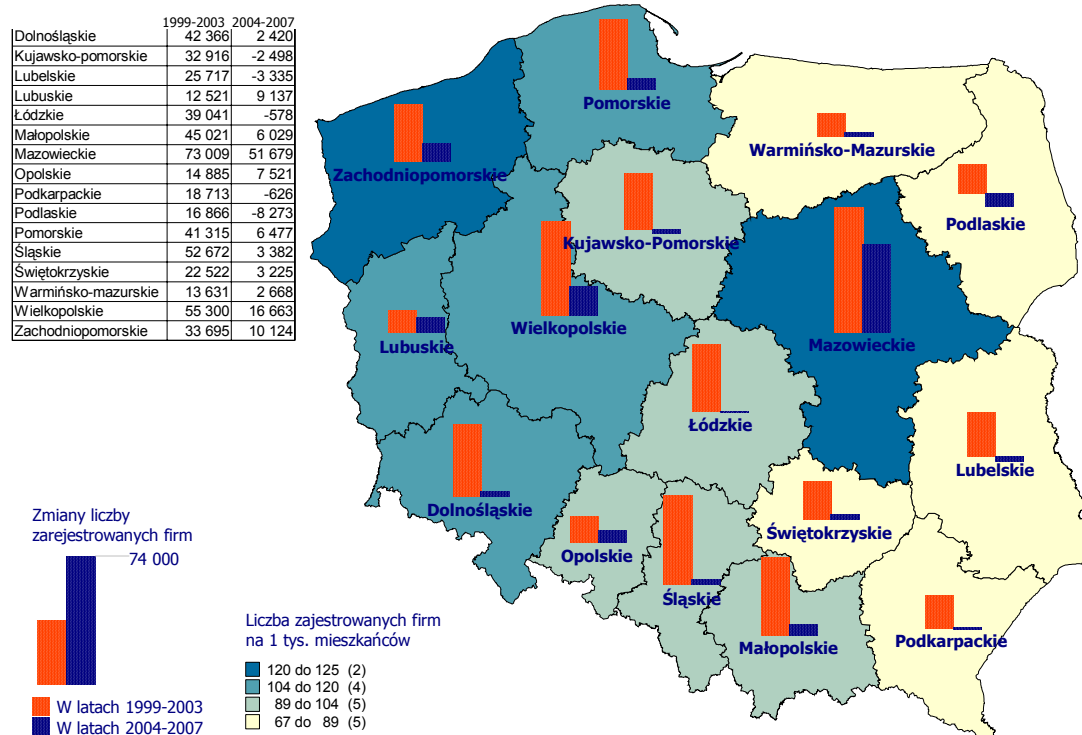 1999-2003 2004-2007
Dolnośląskie 42 366 2 420
Kujawsko-pomorskie 32 916 -2 498
Lubelskie 25 717 -3 335
Lubuskie 12 521 9 137
Łódzkie 39 041 -578
Małopolskie 45 021 6 029
Mazowieckie 73 009 51 679
Opolskie 14 885 7 521
Podkarpackie 18 713 -626
Podlaskie 16 866 -8 273
Pomorskie 41 315 6 477
Śląskie 52 672 3 382
Świętokrzyskie 22 522 3 225
Warmińsko-mazurskie 13 631 2 668
Wielkopolskie 55 300 16 663
Zachodniopomorskie 33 695 10 124
Pomorskie
Warmińsko-Mazurskie
Zachodniopomorskie
Podlaskie
Kujawsko-Pomorskie
Wielkopolskie
Lubuskie
Mazowieckie
Łódzkie
Lubelskie
Dolnośląskie
Świętokrzyskie
Opolskie
Śląskie
Małopolskie
Podkarpackie
Zmiany liczby
zarejestrowanych firm
74 000
W latach 1999-2003
W latach 2004-2007
Liczba zajestrowanych firm
na 1 tys. mieszkańców
120 do 125 (2)
104 do 120 (4)
89 do 104 (5)
67 do 89 (5)